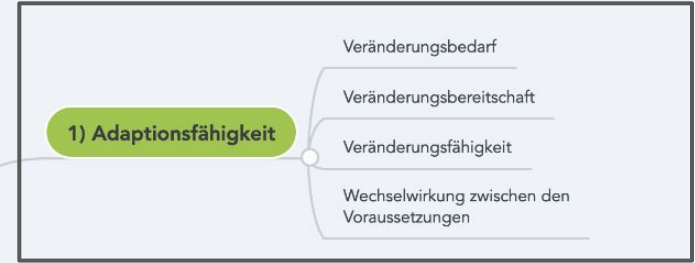 1) Adaptionsfähigkeit
Veränderungsbedarf
Veränderungsbereitschaft
Veränderungsfähigkeit
Wechselwirkung zwischen den
Voraussetzungen